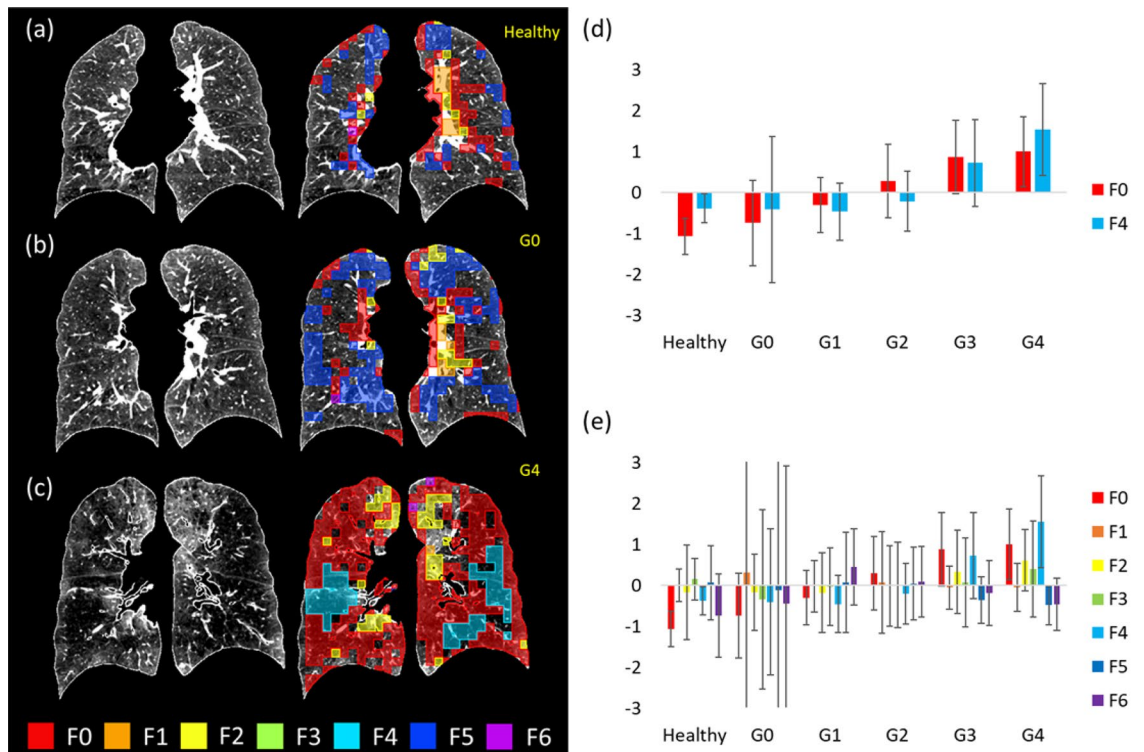 (a)
Healthy
(b)
G0
(c)
G4
F0 F1 F2 F3 F4 F5 F6
(d)
3
2
1
0
-1
-2
-3
Healthy G0 G1 G2 G3 G4
F0
F4
(e)
3
2
1
0
-1
-2
-3
Healthy G0 G1 G2 G3 G4
F0
F1
F2
F3
F4
F5
F6